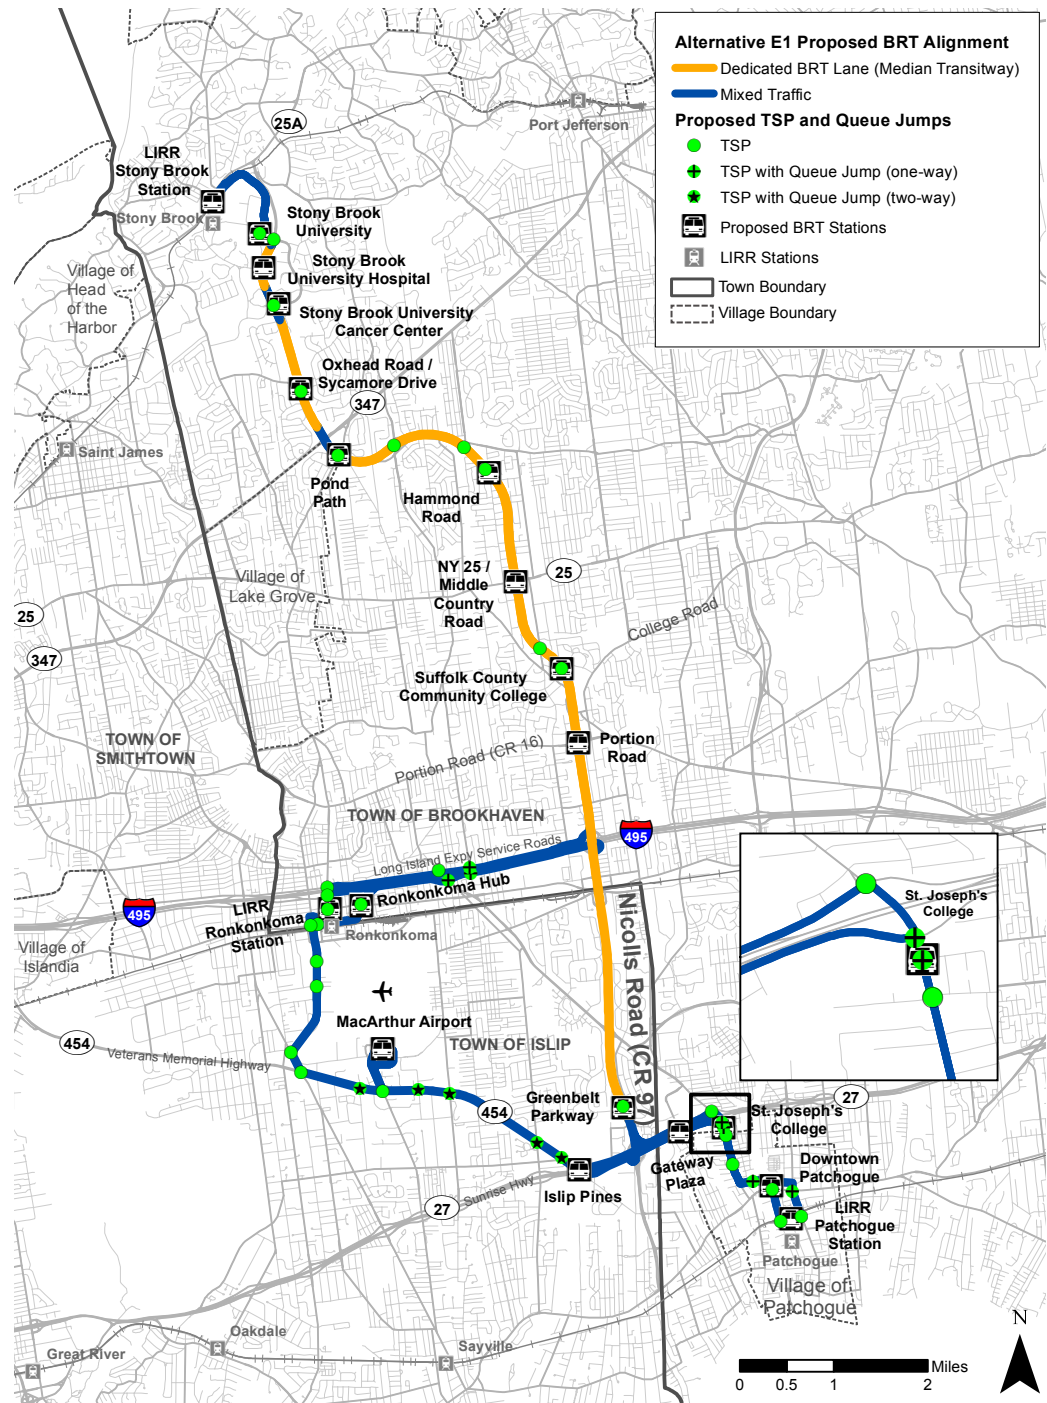 Alternative E1 Proposed BRT Alignment
Dedicated BRT Lane (Median Transitway)
Mixed Traffic
Proposed TSP and Queue Jumps
TSP
TSP with Queue Jump (one-way)
TSP with Queue Jump (two-way)
Proposed BRT Stations
LIRR Stations
Town Boundary
Village Boundary
25A
Port Jefferson
LIRR
Stony Brook
Station
Stony Brook
Stony Brook
University
Stony Brook
University Hospital
Village of
Head
of the
Harbor
Stony Brook University
Cancer Center
Oxhead Road /
Sycamore Drive
347
Saint James
Pond
Path
Hammond
Road
NY 25 /
Middle
Country
Road
25
Village of
Lake Grove
25
College Road
347
Suffolk County
Community College
TOWN OF
SMITHTOWN
Portion Road (CR 16)
Portion
Road
TOWN OF BROOKHAVEN
495
Long Island Expy Service Roads
Ronkonkoma Hub
LIRR
Ronkonkoma
Station
Ronkonkoma
495
Village of
Islandia
Nicolls Road (CR 97)
St. Joseph's
College
MacArthur Airport
TOWN OF ISLIP
454
Veterans Memorial Highway
Greenbelt
Parkway
454
27
St. Joseph's
College
Gateway
Plaza
Downtown
Patchogue
Islip Pines
Sunrise Hwy
27
LIRR
Patchogue
Station
Patchogue
Village of
Patchogue
Oakdale
Great River
Sayville
N
Miles
0 0.5 1 2